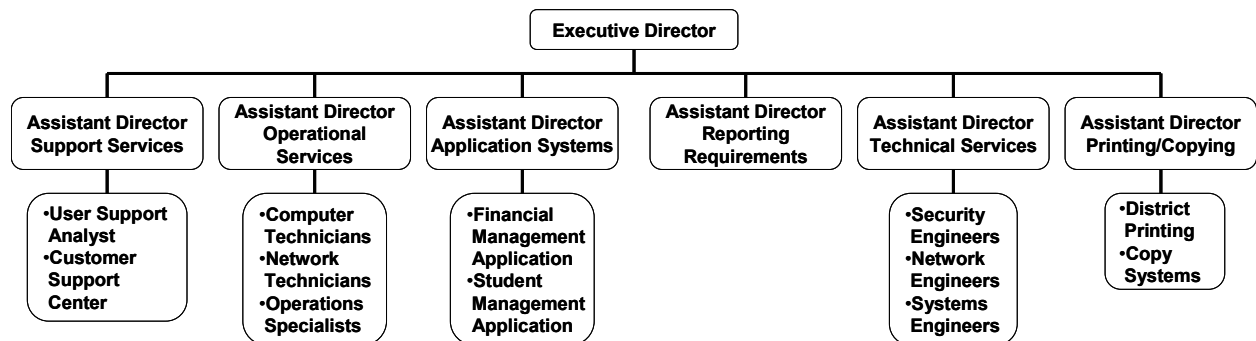 Executive Director
Assistant Director
Support Services
Assistant Director
Operational
Services
Assistant Director
Application Systems
Assistant Director
Reporting
Requirements
Assistant Director
Technical Services
Assistant Director
Printing/Copying
•User Support
Analyst
•Customer
Support
Center
•Computer
Technicians
•Network
Technicians
•Operations
Specialists
•Financial
Management
Application
•Student
Management
Application
•Security
Engineers
•Network
Engineers
•Systems
Engineers
•District
Printing
•Copy
Systems